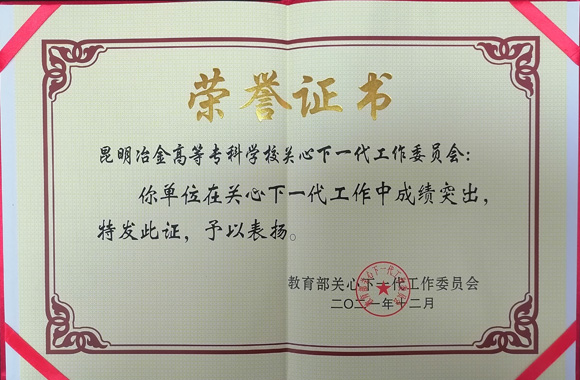 荣誉证书
昆明冶金高等专科学校关心下一代工作委员会：
你单位在关心下一代工作中成绩突出，
特发此证，予以表扬。
教育部关心下一代工作委员会
二〇二一年十二月